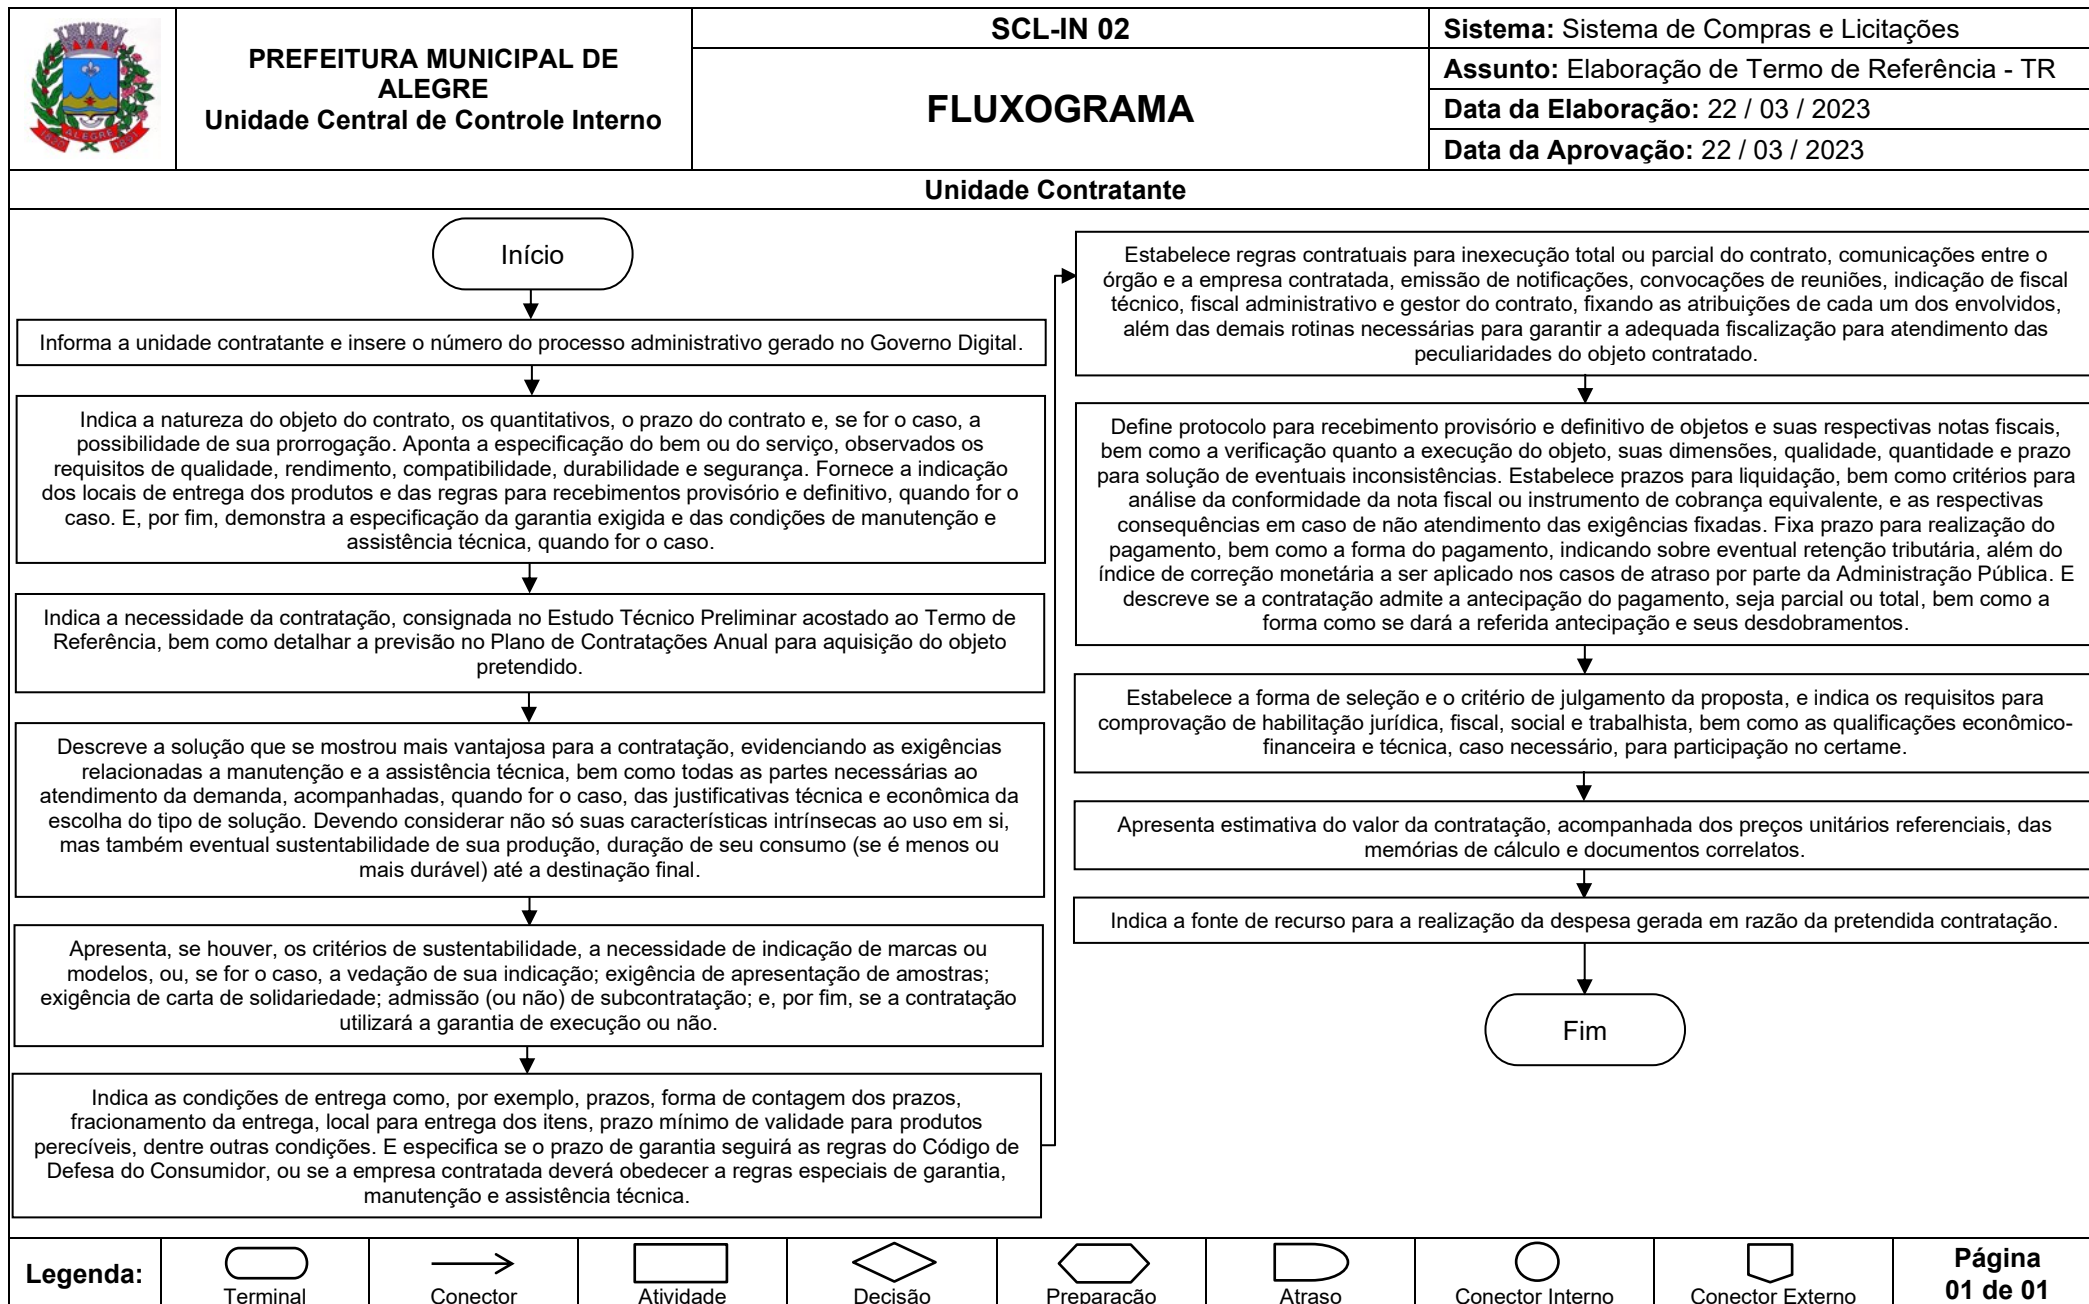 PREFEITURA MUNICIPAL DE
ALEGRE
Unidade Central de Controle Interno
SCL-IN 02
FLUXOGRAMA
Sistema: Sistema de Compras e Licitações
Assunto: Elaboração de Termo de Referência - TR
Data da Elaboração: 22 / 03 / 2023
Data da Aprovação: 22 / 03 / 2023
ALEGRE
Unidade Contratante
Início
Informa a unidade contratante e insere o número do processo administrativo gerado no Governo Digital.
Indica a natureza do objeto do contrato, os quantitativos, o prazo do contrato e, se for o caso, a
possibilidade de sua prorrogação. Aponta a especificação do bem ou do serviço, observados os
requisitos de qualidade, rendimento, compatibilidade, durabilidade e segurança. Fornece a indicação
dos locais de entrega dos produtos e das regras para recebimentos provisório e definitivo, quando for o
caso. E, por fim, demonstra a especificação da garantia exigida e das condições de manutenção e
assistência técnica, quando for o caso.
Indica a necessidade da contratação, consignada no Estudo Técnico Preliminar acostado ao Termo de
Referência, bem como detalhar a previsão no Plano de Contratações Anual para aquisição do objeto
pretendido.
Descreve a solução que se mostrou mais vantajosa para a contratação, evidenciando as exigências
relacionadas a manutenção e a assistência técnica, bem como todas as partes necessárias ao
atendimento da demanda, acompanhadas, quando for o caso, das justificativas técnica e econômica da
escolha do tipo de solução. Devendo considerar não só suas características intrínsecas ao uso em si,
mas também eventual sustentabilidade de sua produção, duração de seu consumo (se é menos ou
mais durável) até a destinação final.
Apresenta, se houver, os critérios de sustentabilidade, a necessidade de indicação de marcas ou
modelos, ou, se for o caso, a vedação de sua indicação; exigência de apresentação de amostras;
exigência de carta de solidariedade; admissão (ou não) de subcontratação; e, por fim, se a contratação
utilizará a garantia de execução ou não.
Indica as condições de entrega como, por exemplo, prazos, forma de contagem dos prazos,
fracionamento da entrega, local para entrega dos itens, prazo mínimo de validade para produtos
perecíveis, dentre outras condições. E especifica se o prazo de garantia seguirá as regras do Código de
Defesa do Consumidor, ou se a empresa contratada deverá obedecer a regras especiais de garantia,
manutenção e assistência técnica.
Estabelece regras contratuais para inexecução total ou parcial do contrato, comunicações entre o
órgão e a empresa contratada, emissão de notificações, convocações de reuniões, indicação de fiscal
técnico, fiscal administrativo e gestor do contrato, fixando as atribuições de cada um dos envolvidos,
além das demais rotinas necessárias para garantir a adequada fiscalização para atendimento das
peculiaridades do objeto contratado.
Define protocolo para recebimento provisório e definitivo de objetos e suas respectivas notas fiscais,
bem como a verificação quanto a execução do objeto, suas dimensões, qualidade, quantidade e prazo
para solução de eventuais inconsistências. Estabelece prazos para liquidação, bem como critérios para
análise da conformidade da nota fiscal ou instrumento de cobrança equivalente, e as respectivas
consequências em caso de não atendimento das exigências fixadas. Fixa prazo para realização do
pagamento, bem como a forma do pagamento, indicando sobre eventual retenção tributária, além do
índice de correção monetária a ser aplicado nos casos de atraso por parte da Administração Pública. E
descreve se a contratação admite a antecipação do pagamento, seja parcial ou total, bem como a
forma como se dará a referida antecipação e seus desdobramentos.
Estabelece a forma de seleção e o critério de julgamento da proposta, e indica os requisitos para
comprovação de habilitação jurídica, fiscal, social e trabalhista, bem como as qualificações econômico-
financeira e técnica, caso necessário, para participação no certame.
Apresenta estimativa do valor da contratação, acompanhada dos preços unitários referenciais, das
memórias de cálculo e documentos correlatos.
Indica a fonte de recurso para a realização da despesa gerada em razão da pretendida contratação.
Fim
Legenda:
Terminal
Conector
Atividade
Decisão
Preparação
Atraso
Conector Interno
Conector Externo
Página
01 de 01